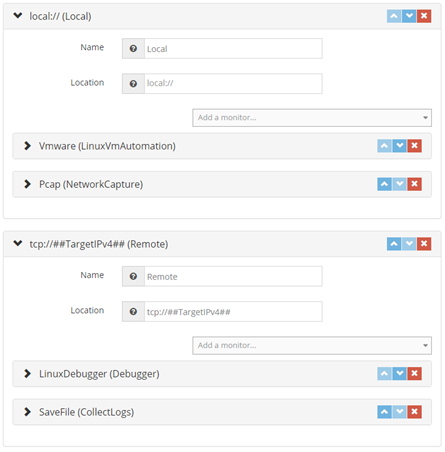 local:// (Local)
Name
Local
Location
local://
Add a monitor...
Vmware (LinuxVmAutomation)
Pcap (NetworkCapture)
tcp://##TargetIPv4## (Remote)
Name
Remote
Location
tcp://##TargetIPv4##
Add a monitor...
LinuxDebugger (Debugger)
SaveFile (CollectLogs)